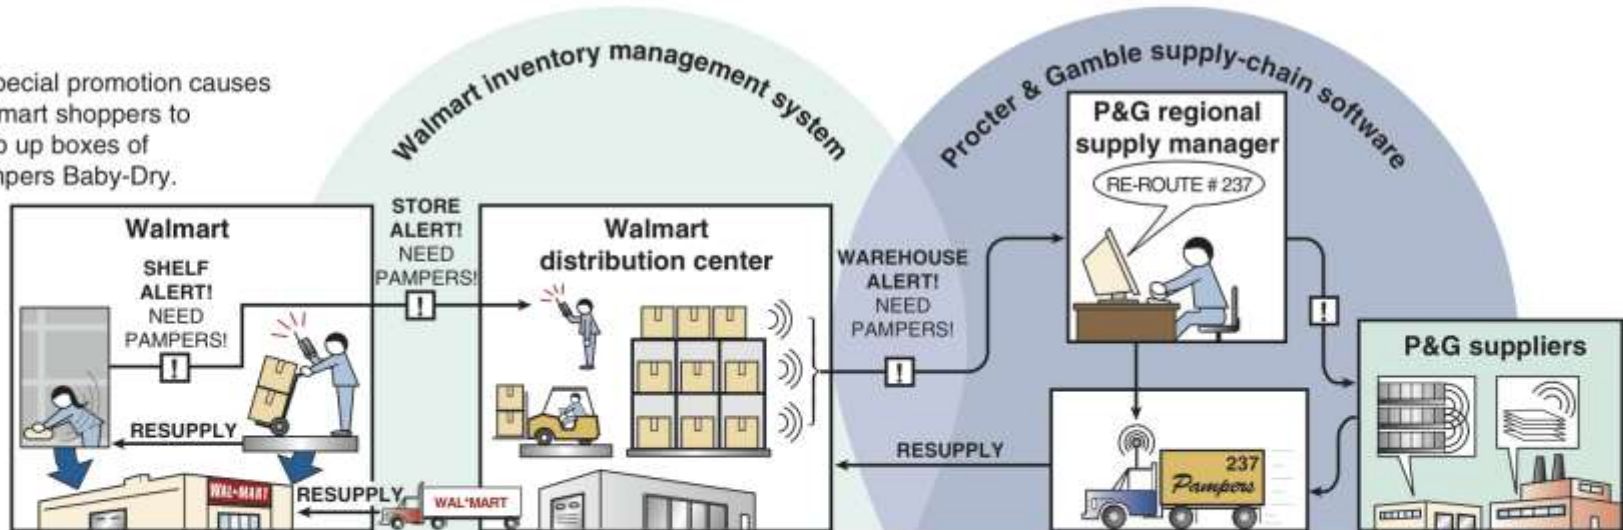 pecial promotion causes
mart shoppers to
up boxes of
pers Baby-Dry.
Walmart inventory management system
Procter & Gamble supply-chain software
Walmart
SHELF
ALERT!
NEED
PAMPERS!
!
RESUPPLY
WAL*MART
STORE
ALERT!
NEED
PAMPERS!
!
RESUPPLY
WAL*MART
Walmart
distribution center
WAREHOUSE
ALERT!
NEED
PAMPERS!
!
RESUPPLY
P&G regional
supply manager
RE-ROUTE # 237
!
237
Pampers
P&G suppliers